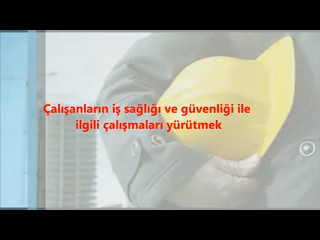 Çalışanların iş sağlığı ve güvenliği ile
ilgili çalışmaları yürütmek